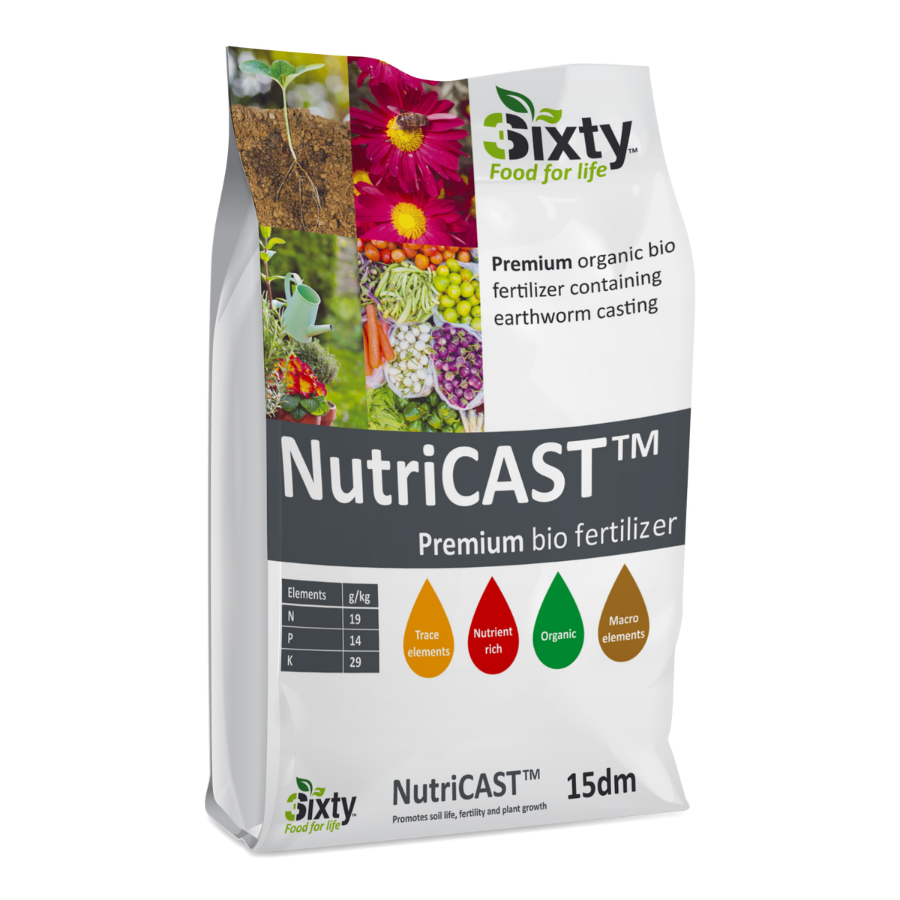 3Sixty™
Food for life
Premium organic bio
fertilizer containing
earthworm casting
NutriCAST™
Premium bio fertilizer
Elements g/kg
N 19
P 14
K 29
Trace
elements
Nutrient
rich
Organic
Macro
elements
3Sixty™
Food for life
NutriCAST™
Promotes soil life, fertility and plant growth
15dm